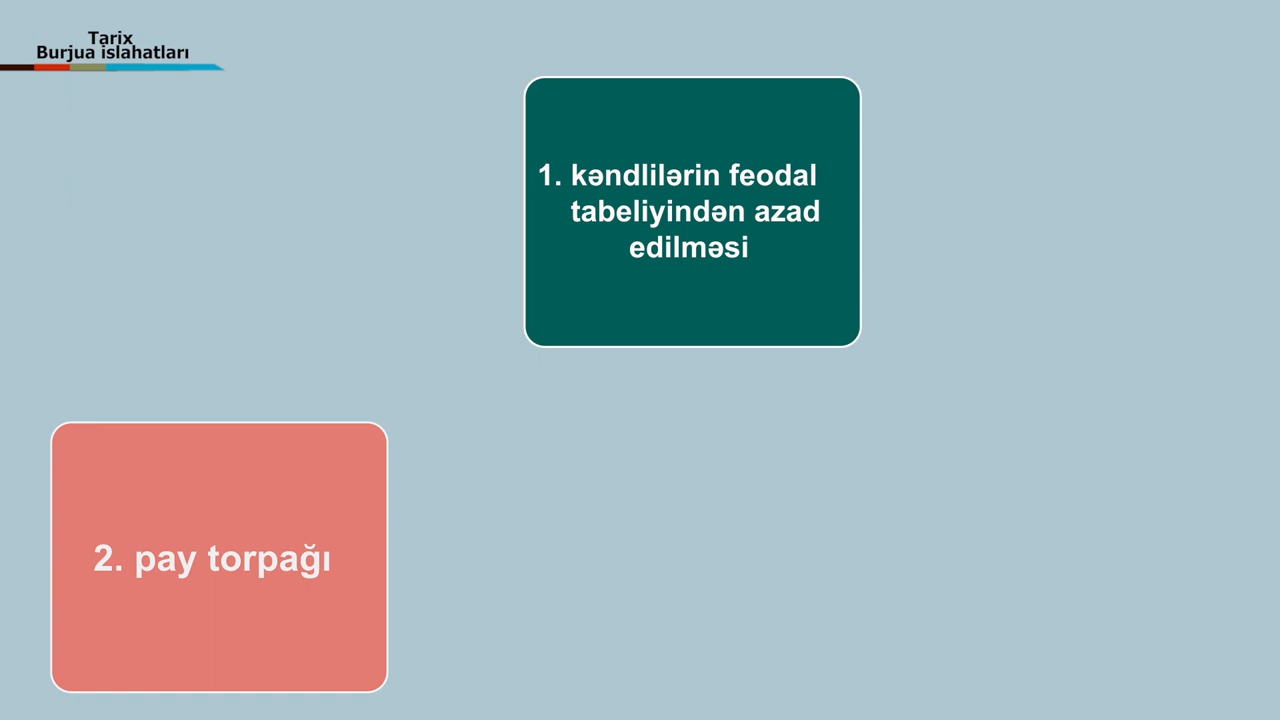 Tarix
Burjua islahatları
1. kəndlilərin feodal
tabeliyindən azad
edilməsi
2. pay torpağı